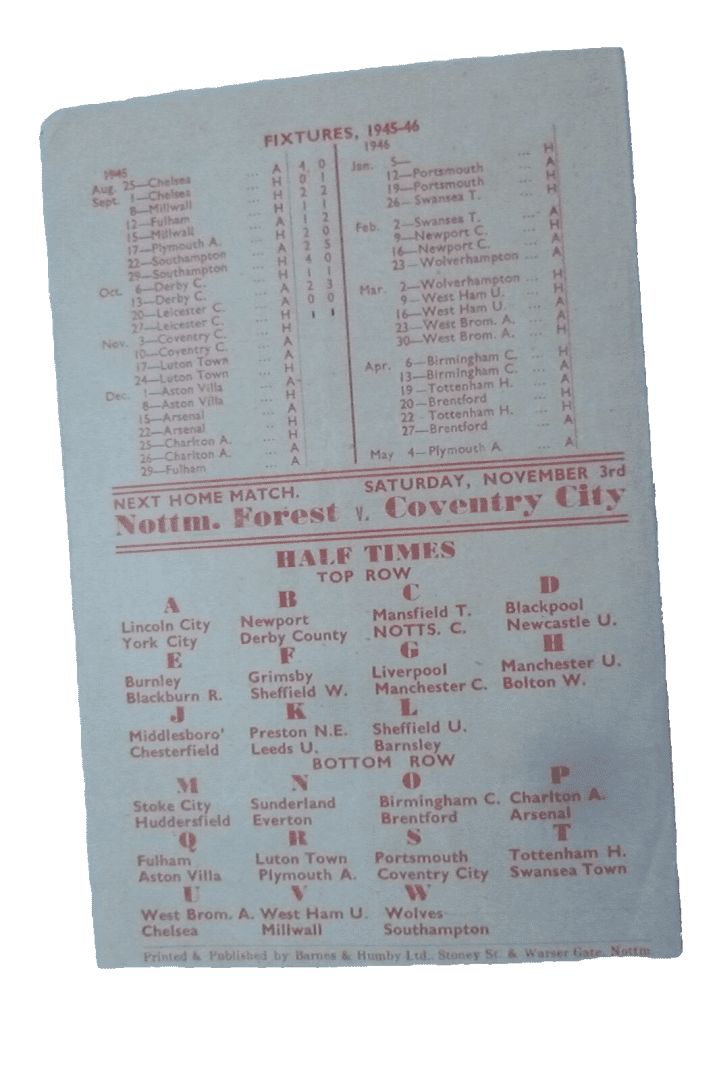 FIXTURES, 1945-46
1945
Aug. 25—Chelsea ... A 4 0
Sept. 1—Chelsea ... H 0 1
8—Millwall ... H 2 2
12—Fulham ... H 1 1
15—Millwall ... A 1 2
17—Plymouth A. ... H 2 0
22—Southampton ... A 2 5
29—Southampton ... H 4 0
Oct. 6—Derby C. ... 1 1
13—Derby C. ... 2 3
20—Leicester C. ... 0 0
27—Leicester C. ... H 1 1
Nov. 3—Coventry C. ... H
10—Coventry C. ... A
17—Luton Town ... H
24—Luton Town ... A
Dec. 1—Aston Villa ...
8—Aston Villa ...
15—Arsenal ...
22—Arsenal ...
25—Charlton A. ...
26—Charlton A. ...
29—Fulham ... A
1946
Jan. 5—
12—Portsmouth ...
19—Portsmouth ...
26—Swansea T. ... H
Feb. 2—Swansea T. ... A
9—Newport C. ...
16—Newport C. ...
23—Wolverhampton ...
Mar. 2—Wolverhampton ...
9—West Ham U. ...
16—West Ham U. ...
23—West Brom. A. ...
30—West Brom. A. ...
Apr. 6—Birmingham C. ...
13—Birmingham C. ...
19—Tottenham H. ...
20—Brentford ...
22—Tottenham H. ...
27—Brentford ...
May 4—Plymouth A. ... A
NEXT HOME MATCH. SATURDAY, NOVEMBER 3rd
Nottm. Forest v. Coventry City
HALF TIMES
TOP ROW
A B C D
Lincoln City Newport Mansfield T. Blackpool
York City Derby County NOTTS. C. Newcastle U.
E F G H
Burnley Grimsby Liverpool Manchester U.
Blackburn R. Sheffield W. Manchester C. Bolton W.
J K L
Middlesboro' Preston N.E. Sheffield U.
Chesterfield Leeds U. Barnsley
BOTTOM ROW
M N O P
Stoke City Sunderland Birmingham C. Charlton A.
Huddersfield Everton Brentford Arsenal
Q R S T
Fulham Luton Town Portsmouth Tottenham H.
Aston Villa Plymouth A. Coventry City Swansea Town
U V W
West Brom. A. West Ham U. Wolves
Chelsea Millwall Southampton
Printed & Published by Barnes & Humby Ltd., Stoney St. & Warser Gate, Nottm